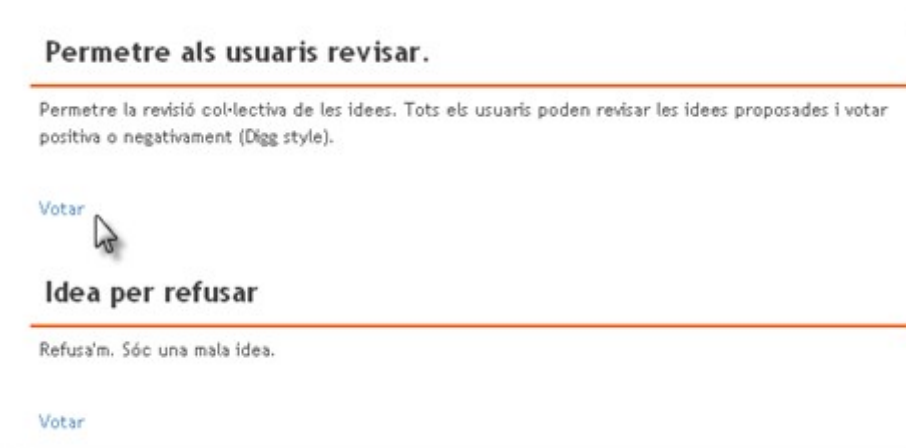 Permetre als usuaris revisar.
Permetre la revisió col·lectiva de les idees. Tots els usuaris poden revisar les idees proposades i votar
positiva o negativament (Digg style).
Votar
Idea per refusar
Refusa'm. Sóc una mala idea.
Votar